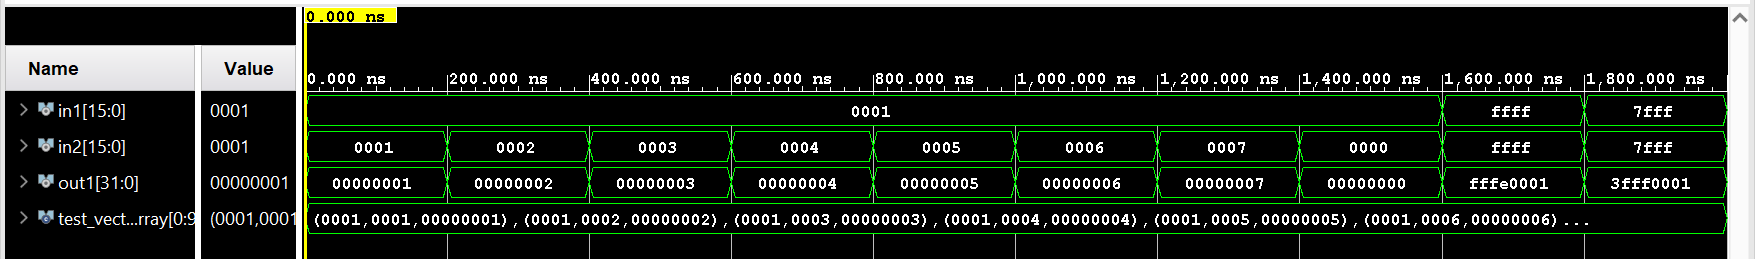 0.000 ns
Name Value
0.000 ns 200.000 ns 400.000 ns 600.000 ns 800.000 ns 1,000.000 ns 1,200.000 ns 1,400.000 ns 1,600.000 ns 1,800.000 ns
in1[15:0] 0001 0001 ffff 7fff
in2[15:0] 0001 0001 0002 0003 0004 0005 0006 0007 0000 ffff 7fff
out1[31:0] 00000001 00000001 00000002 00000003 00000004 00000005 00000006 00000007 00000000 fffe0001 3fff0001
test_vect...rray[0:9 (0001,0001 (0001,0001,00000001),(0001,0002,00000002),(0001,0003,00000003),(0001,0004,00000004),(0001,0005,00000005),(0001,0006,00000006)...